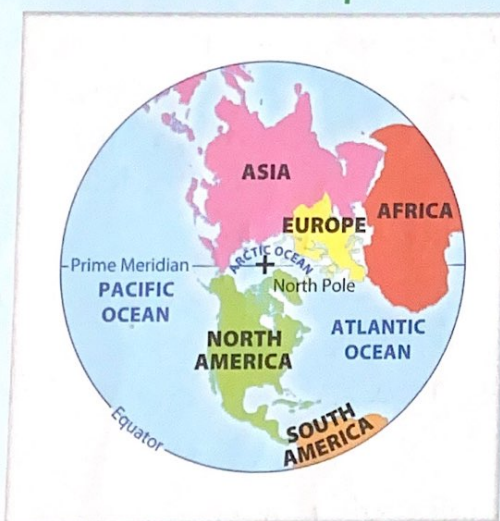 ASIA
EUROPE
AFRICA
ARCTIC OCEAN
Prime Meridian
North Pole
PACIFIC
OCEAN
NORTH
AMERICA
ATLANTIC
OCEAN
SOUTH
AMERICA
Equator